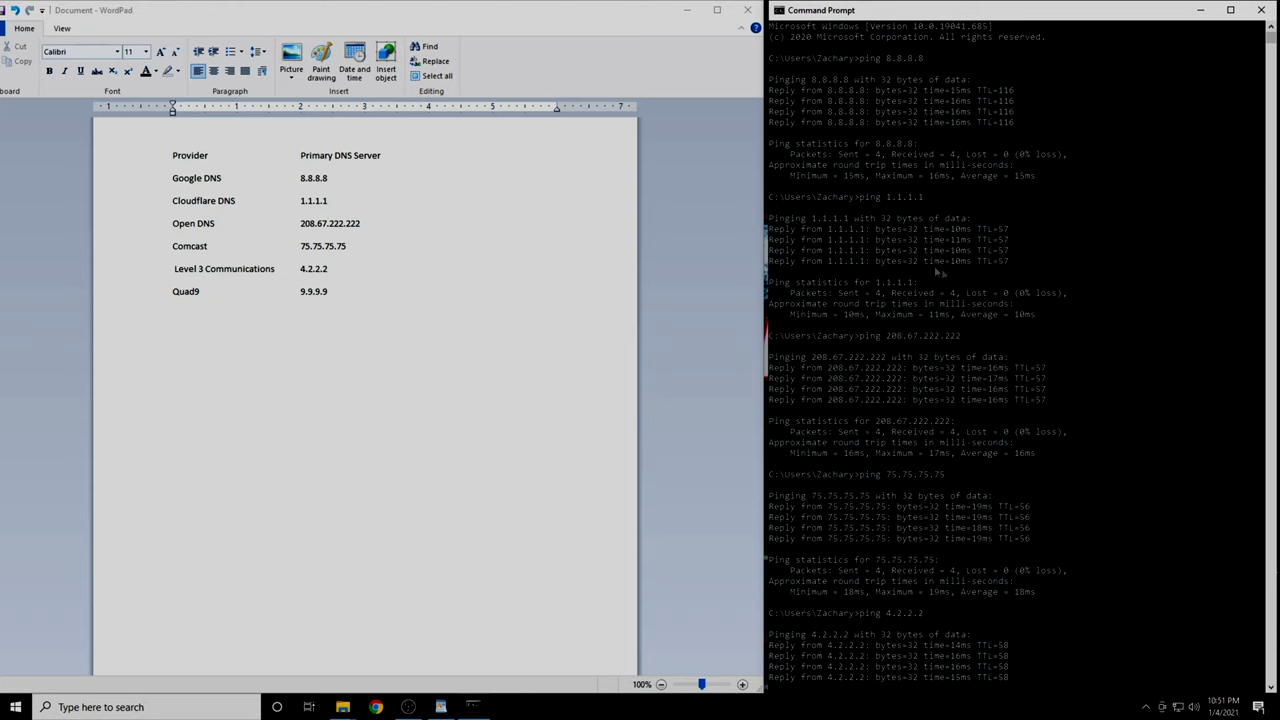 Document - WordPad
Home View
Cut
Copy
Calibri 11
Picture
Paint drawing
Date and time
Insert object
Find
Replace
Select all
board Font Paragraph Insert Editing
1 1 2 3 4 5 7
Provider Primary DNS Server
Google DNS 8.8.8.8
Cloudflare DNS 1.1.1.1
Open DNS 208.67.222.222
Comcast 75.75.75.75
Level 3 Communications 4.2.2.2
Quad9 9.9.9.9
100%
Command Prompt
Microsoft Windows [Version 10.0.19041.685]
(c) 2020 Microsoft Corporation. All rights reserved.
C:\Users\Zachary>ping 8.8.8.8
Pinging 8.8.8.8 with 32 bytes of data:
Reply from 8.8.8.8: bytes=32 time=15ms TTL=116
Reply from 8.8.8.8: bytes=32 time=16ms TTL=116
Reply from 8.8.8.8: bytes=32 time=16ms TTL=116
Reply from 8.8.8.8: bytes=32 time=16ms TTL=116
Ping statistics for 8.8.8.8:
Packets: Sent = 4, Received = 4, Lost = 0 (0% loss),
Approximate round trip times in milli-seconds:
Minimum = 15ms, Maximum = 16ms, Average = 15ms
C:\Users\Zachary>ping 1.1.1.1
Pinging 1.1.1.1 with 32 bytes of data:
Reply from 1.1.1.1: bytes=32 time=10ms TTL=57
Reply from 1.1.1.1: bytes=32 time=11ms TTL=57
Reply from 1.1.1.1: bytes=32 time=10ms TTL=57
Reply from 1.1.1.1: bytes=32 time=10ms TTL=57
Ping statistics for 1.1.1.1:
Packets: Sent = 4, Received = 4, Lost = 0 (0% loss),
Approximate round trip times in milli-seconds:
Minimum = 10ms, Maximum = 11ms, Average = 10ms
C:\Users\Zachary>ping 208.67.222.222
Pinging 208.67.222.222 with 32 bytes of data:
Reply from 208.67.222.222: bytes=32 time=16ms TTL=57
Reply from 208.67.222.222: bytes=32 time=17ms TTL=57
Reply from 208.67.222.222: bytes=32 time=16ms TTL=57
Reply from 208.67.222.222: bytes=32 time=16ms TTL=57
Ping statistics for 208.67.222.222:
Packets: Sent = 4, Received = 4, Lost = 0 (0% loss),
Approximate round trip times in milli-seconds:
Minimum = 16ms, Maximum = 17ms, Average = 16ms
C:\Users\Zachary>ping 75.75.75.75
Pinging 75.75.75.75 with 32 bytes of data:
Reply from 75.75.75.75: bytes=32 time=19ms TTL=56
Reply from 75.75.75.75: bytes=32 time=19ms TTL=56
Reply from 75.75.75.75: bytes=32 time=18ms TTL=56
Reply from 75.75.75.75: bytes=32 time=19ms TTL=56
Ping statistics for 75.75.75.75:
Packets: Sent = 4, Received = 4, Lost = 0 (0% loss),
Approximate round trip times in milli-seconds:
Minimum = 18ms, Maximum = 19ms, Average = 18ms
C:\Users\Zachary>ping 4.2.2.2
Pinging 4.2.2.2 with 32 bytes of data:
Reply from 4.2.2.2: bytes=32 time=14ms TTL=58
Reply from 4.2.2.2: bytes=32 time=16ms TTL=58
Reply from 4.2.2.2: bytes=32 time=16ms TTL=58
Reply from 4.2.2.2: bytes=32 time=15ms TTL=58
Type here to search
10:51 PM
1/4/2021